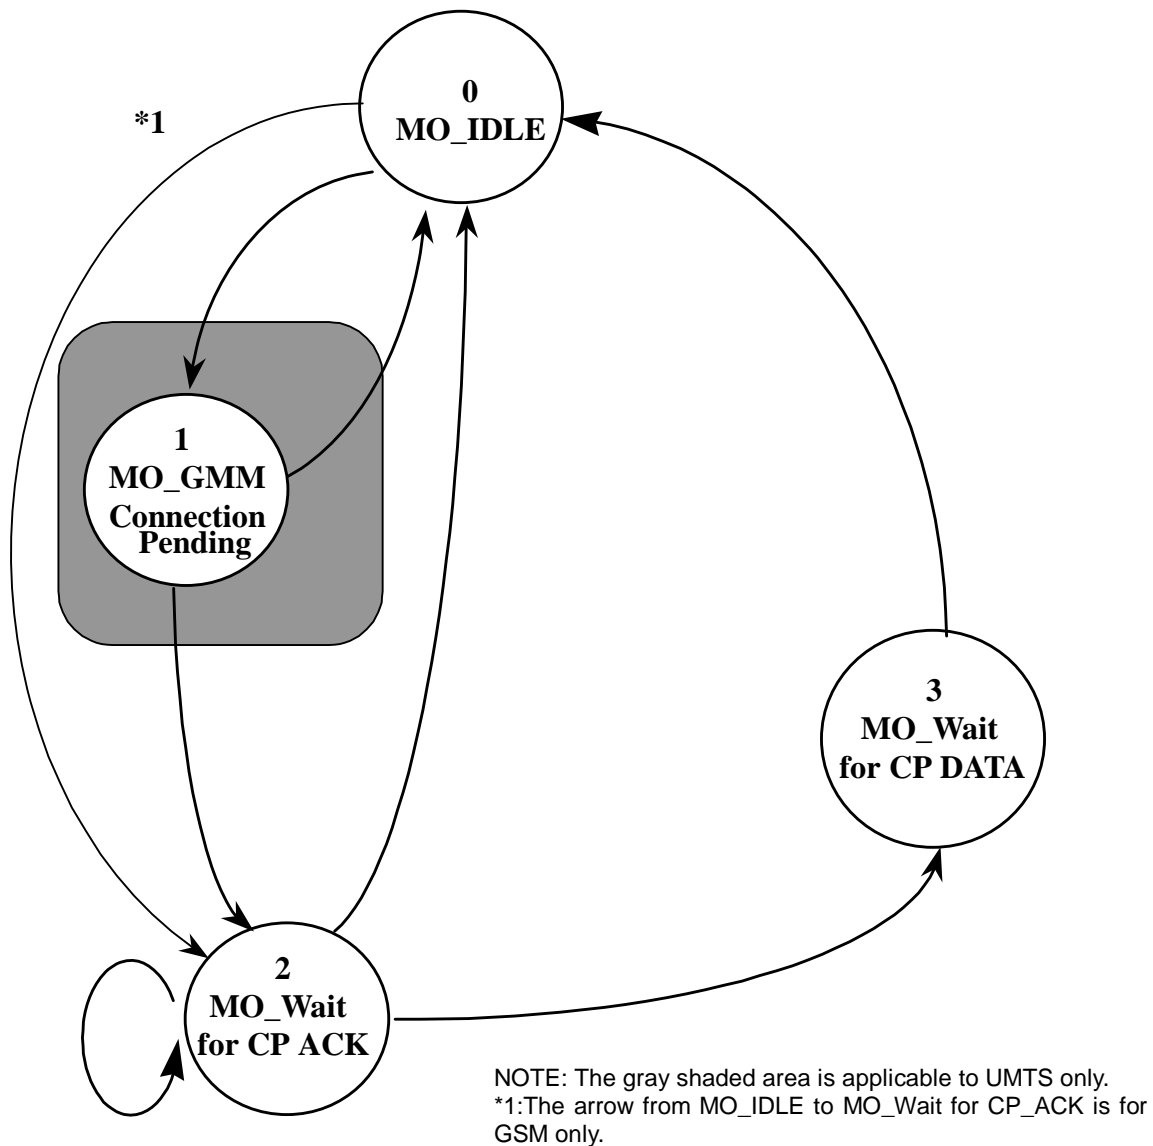 0
MO_IDLE
*1
1
MO_GMM
Connection
Pending
3
MO_Wait
for CP DATA
2
MO_Wait
for CP ACK
NOTE: The gray shaded area is applicable to UMTS only.
*1:The arrow from MO_IDLE to MO_Wait for CP_ACK is for
GSM only.